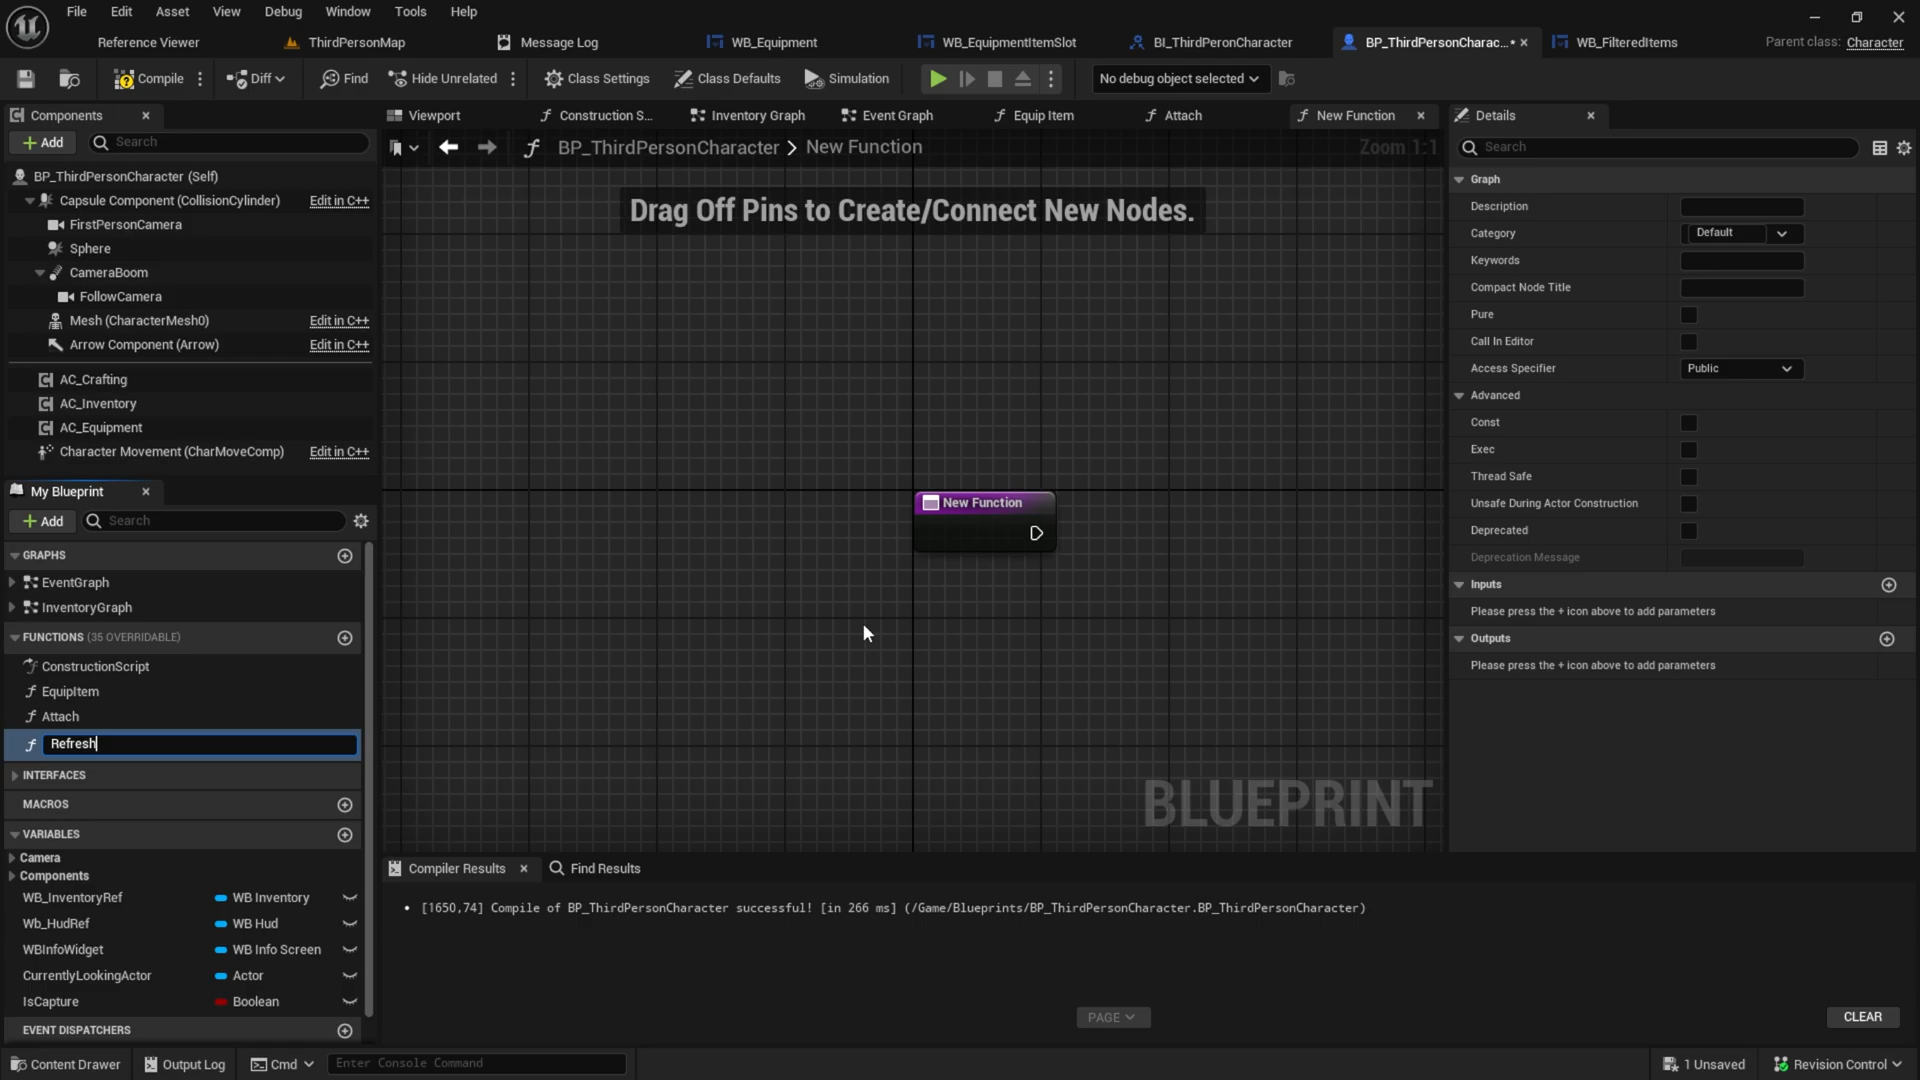 File Edit Asset View Debug Window Tools Help
Reference Viewer ThirdPersonMap Message Log WB_Equipment WB_EquipmentItemSlot BI_ThirdPeronCharacter BP_ThirdPersonCharac...* WB_FilteredItems Parent class: Character
Compile Diff Find Hide Unrelated Class Settings Class Defaults Simulation No debug object selected
Components
Viewport Construction S... Inventory Graph Event Graph Equip Item Attach New Function
Details
Add Search
BP_ThirdPersonCharacter > New Function Zoom 1:1
Search
BP_ThirdPersonCharacter (Self)
Capsule Component (CollisionCylinder) Edit in C++
FirstPersonCamera
Sphere
CameraBoom
FollowCamera
Mesh (CharacterMesh0) Edit in C++
Arrow Component (Arrow) Edit in C++
AC_Crafting
AC_Inventory
AC_Equipment
Character Movement (CharMoveComp) Edit in C++
My Blueprint
Add Search
GRAPHS
EventGraph
InventoryGraph
FUNCTIONS (35 OVERRIDABLE)
ConstructionScript
EquipItem
Attach
Refresh
INTERFACES
MACROS
VARIABLES
Camera
Components
WB_InventoryRef WB Inventory
Wb_HudRef WB Hud
WBInfoWidget WB Info Screen
CurrentlyLookingActor Actor
IsCapture Boolean
EVENT DISPATCHERS
Drag Off Pins to Create/Connect New Nodes.
New Function
BLUEPRINT
Graph
Description
Category Default
Keywords
Compact Node Title
Pure
Call In Editor
Access Specifier Public
Advanced
Const
Exec
Thread Safe
Unsafe During Actor Construction
Deprecated
Deprecation Message
Inputs
Please press the + icon above to add parameters
Outputs
Please press the + icon above to add parameters
Compiler Results Find Results
[1650,74] Compile of BP_ThirdPersonCharacter successful! [in 266 ms] (/Game/Blueprints/BP_ThirdPersonCharacter.BP_ThirdPersonCharacter)
PAGE CLEAR
Content Drawer Output Log Cmd Enter Console Command 1 Unsaved Revision Control